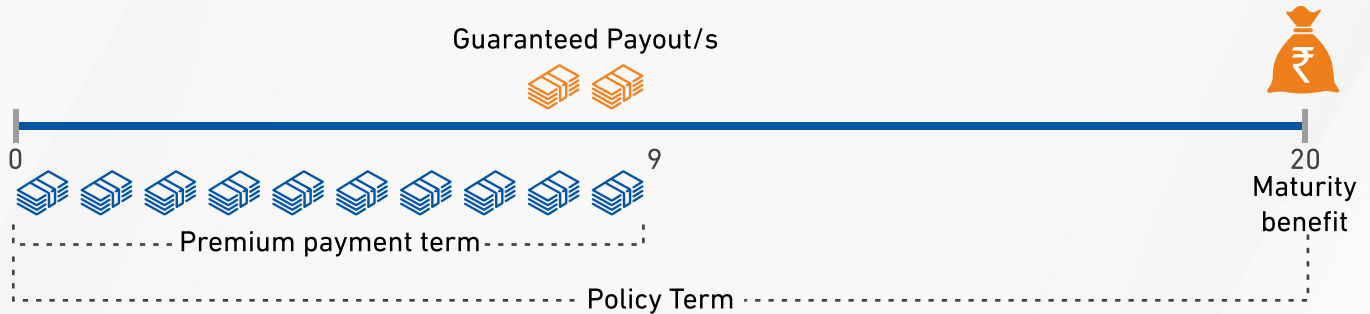 Guaranteed Payout/s
₹
0
9
20
Maturity
benefit
Premium payment term
Policy Term